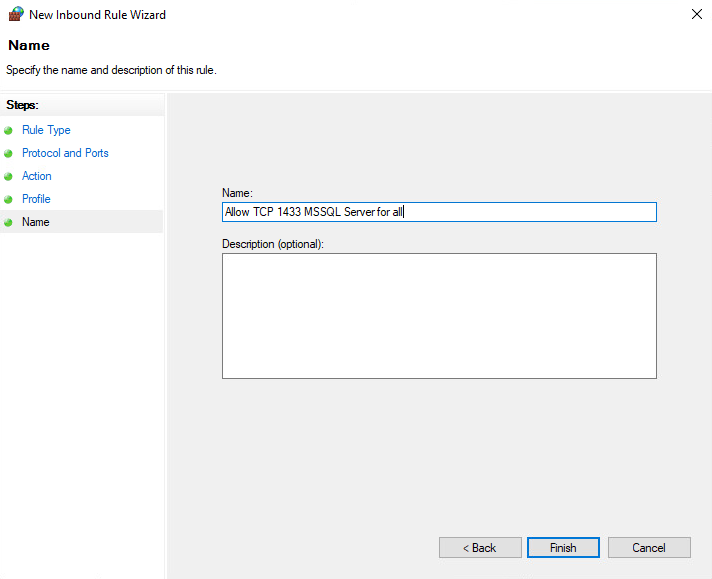 New Inbound Rule Wizard
Name
Specify the name and description of this rule.
Steps:
Rule Type
Protocol and Ports
Action
Profile
Name
Name:
Allow TCP 1433 MSSQL Server for all
Description (optional):
< Back
Finish
Cancel